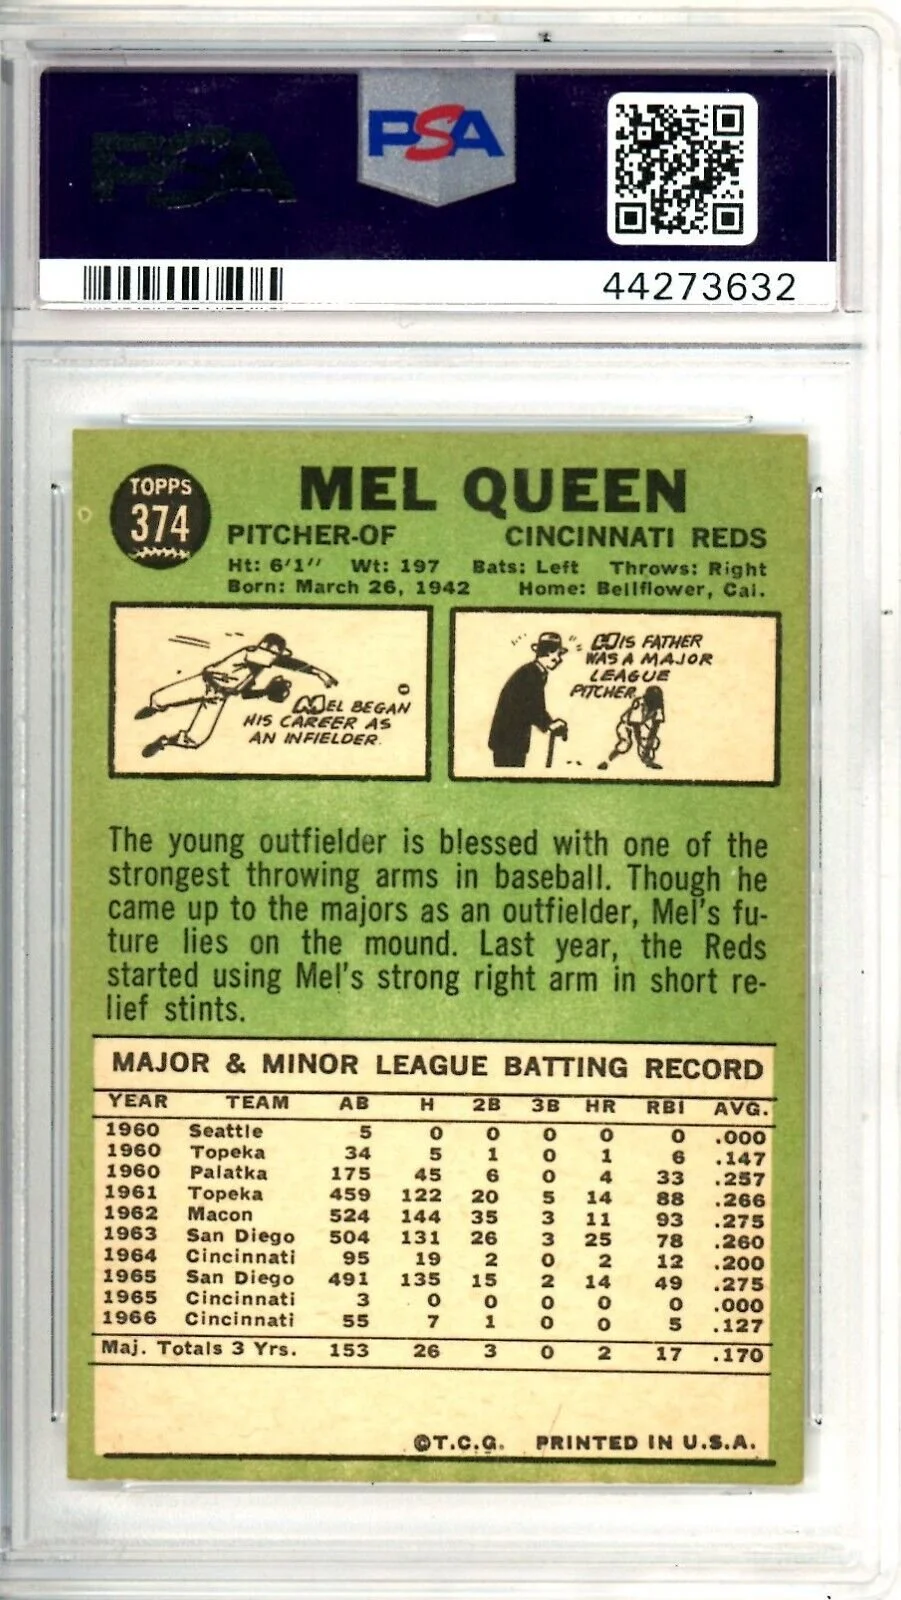 PSA
PSA
44273632
TOPPS
374
MEL QUEEN
PITCHER-OF CINCINNATI REDS
Ht: 6'1" Wt: 197 Bats: Left Throws: Right
Born: March 26, 1942 Home: Bellflower, Cal.
MEL BEGAN
HIS CAREER AS
AN INFIELDER.
HIS FATHER
WAS A MAJOR
LEAGUE
PITCHER.
The young outfielder is blessed with one of the
strongest throwing arms in baseball. Though he
came up to the majors as an outfielder, Mel's fu-
ture lies on the mound. Last year, the Reds
started using Mel's strong right arm in short re-
lief stints.
MAJOR & MINOR LEAGUE BATTING RECORD
YEAR TEAM AB H 2B 3B HR RBI AVG.
1960 Seattle 5 0 0 0 0 0 .000
1960 Topeka 34 5 1 0 1 6 .147
1960 Palatka 175 45 6 0 4 33 .257
1961 Topeka 459 122 20 5 14 88 .266
1962 Macon 524 144 35 3 11 93 .275
1963 San Diego 504 131 26 3 25 78 .260
1964 Cincinnati 95 19 2 0 2 12 .200
1965 San Diego 491 135 15 2 14 49 .275
1965 Cincinnati 3 0 0 0 0 0 .000
1966 Cincinnati 55 7 1 0 0 5 .127
Maj. Totals 3 Yrs. 153 26 3 0 2 17 .170
©T.C.G. PRINTED IN U.S.A.